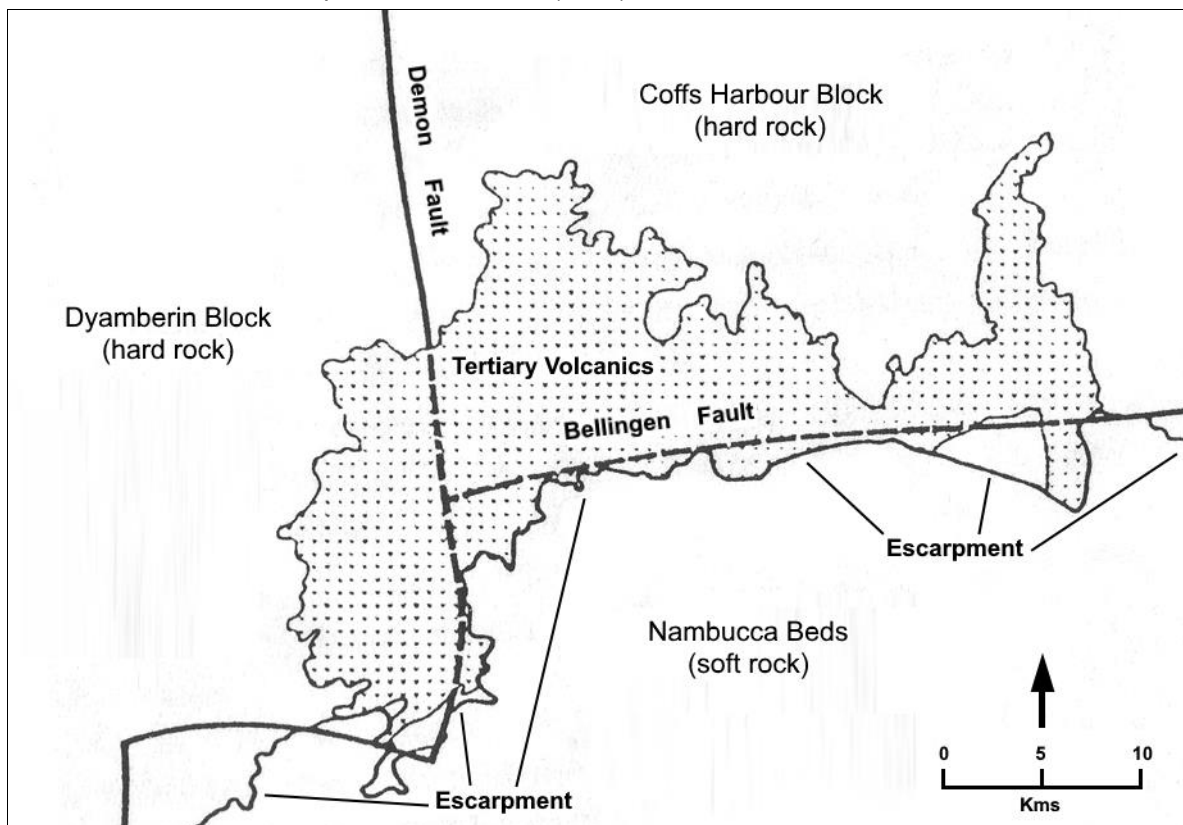 Demon Fault
Coffs Harbour Block
(hard rock)
Dyamberin Block
(hard rock)
Tertiary Volcanics
Bellingen Fault
Escarpment
Nambucca Beds
(soft rock)
Escarpment
0 5 10
Kms